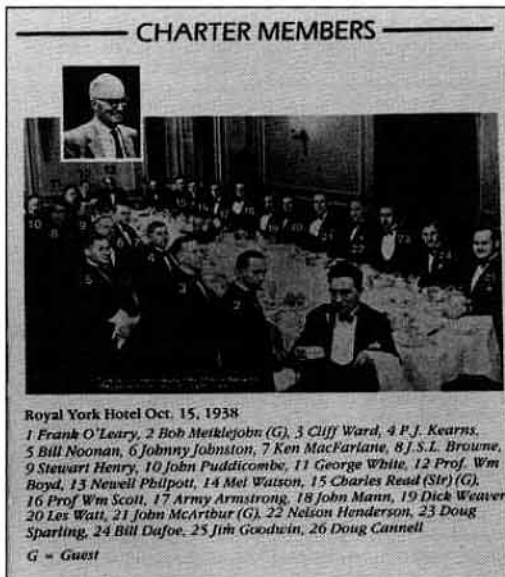 CHARTER MEMBERS
Royal York Hotel Oct. 15, 1938
1 Frank O'Leary, 2 Bob Meiklejohn (G), 3 Cliff Ward, 4 P.J. Kearns,
5 Bill Noonan, 6 Johnny Johnston, 7 Ken MacFarlane, 8 J.S.L. Browne,
9 Stewart Henry, 10 John Puddicombe, 11 George White, 12 Prof. Wm
Boyd, 13 Newell Philpott, 14 Mel Watson, 15 Charles Read (Sir) (G),
16 Prof Wm Scott, 17 Army Armstrong, 18 John Mann, 19 Dick Weaver
20 Les Watt, 21 John McArthur (G), 22 Nelson Henderson, 23 Doug
Sparling, 24 Bill Dafoe, 25 Jim Goodwin, 26 Doug Cannell
G = Guest